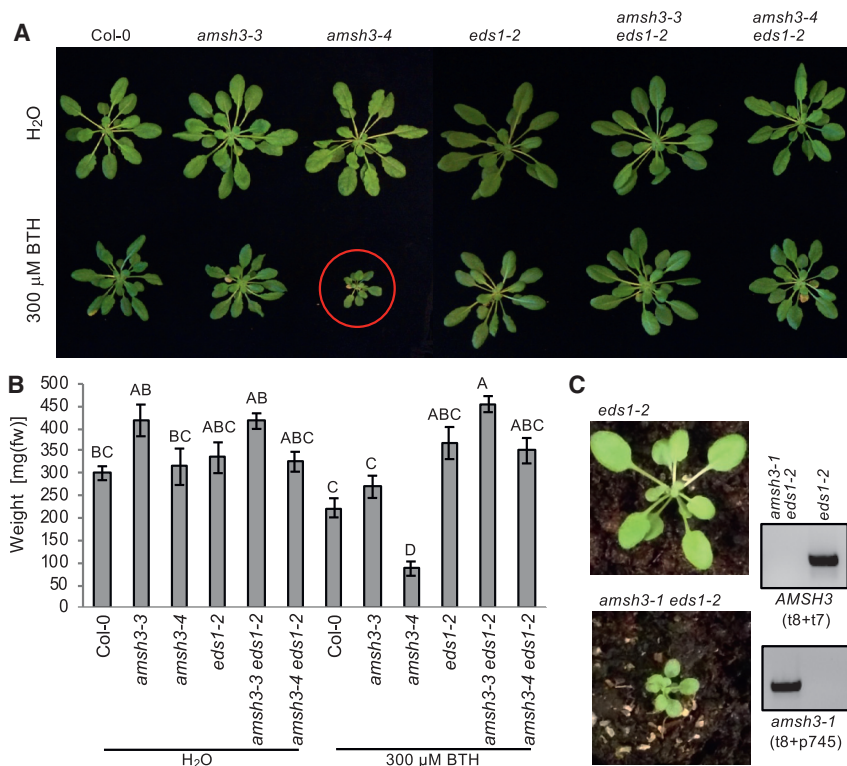 A
Col-0
amsh3-3
amsh3-4
eds1-2
amsh3-3
eds1-2
amsh3-4
eds1-2
H₂O
300 µM BTH
B
Weight [mg(fw)]
500
450
400
350
300
250
200
150
100
50
0
BC
AB
BC
ABC
AB
ABC
C
C
D
ABC
A
ABC
Col-0
amsh3-3
amsh3-4
eds1-2
amsh3-3 eds1-2
amsh3-4 eds1-2
Col-0
amsh3-3
amsh3-4
eds1-2
amsh3-3 eds1-2
amsh3-4 eds1-2
H₂O
300 µM BTH
C
eds1-2
amsh3-1 eds1-2
amsh3-1
eds1-2
eds1-2
AMSH3
(t8+t7)
amsh3-1
(t8+p745)